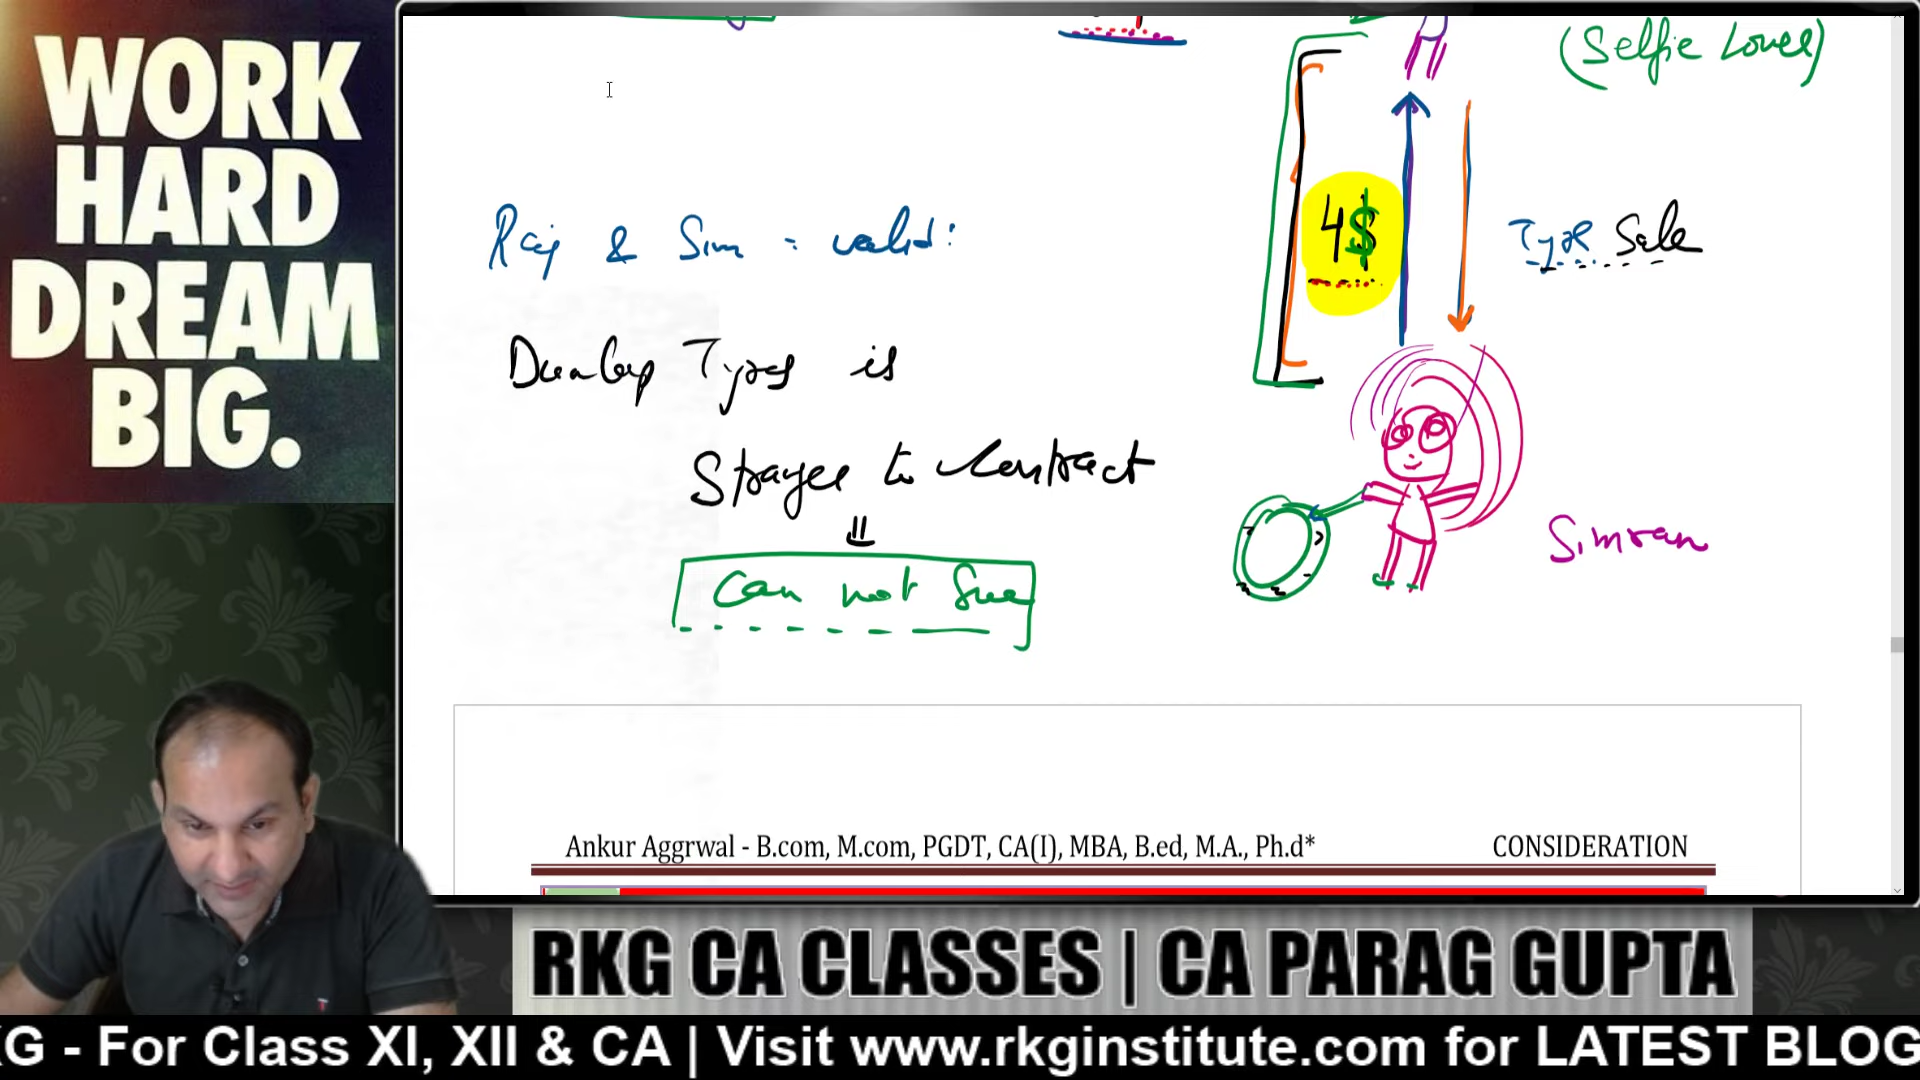 WORK
HARD
DREAM
BIG.
(Selfie Lover)
4$
Tyre Sale
Raj & Sim = valid:
Dunlop Tyres is
Strager to Contract
Can not Sue
Simran
Ankur Aggrwal - B.com, M.com, PGDT, CA(I), MBA, B.ed, M.A., Ph.d*
CONSIDERATION
RKG CA CLASSES | CA PARAG GUPTA
KG - For Class XI, XII & CA | Visit www.rkginstitute.com for LATEST BLOG